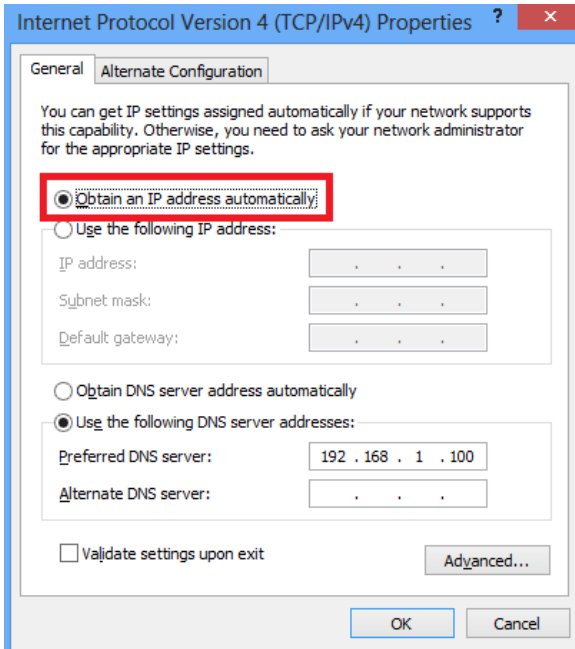 Internet Protocol Version 4 (TCP/IPv4) Properties ? ×
General Alternate Configuration
You can get IP settings assigned automatically if your network supports
this capability. Otherwise, you need to ask your network administrator
for the appropriate IP settings.
Obtain an IP address automatically
Use the following IP address:
IP address: . . .
Subnet mask: . . .
Default gateway: . . .
Obtain DNS server address automatically
Use the following DNS server addresses:
Preferred DNS server: 192 . 168 . 1 . 100
Alternate DNS server: . . .
Validate settings upon exit
Advanced...
OK Cancel